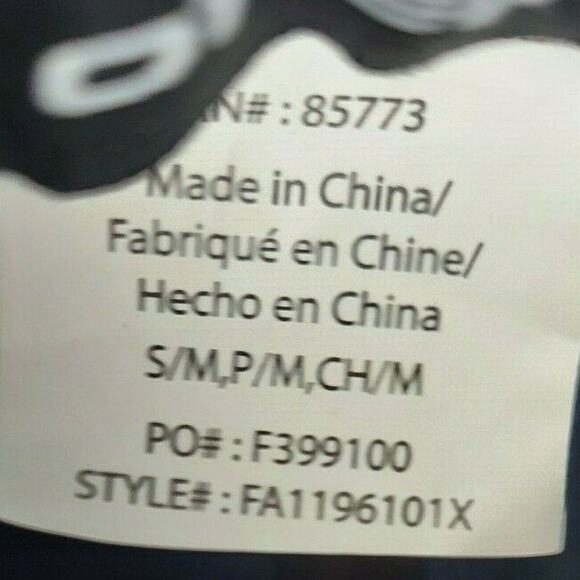 N# : 85773
Made in China/
Fabriqué en Chine/
Hecho en China
S/M,P/M,CH/M
PO# : F399100
STYLE# : FA1196101X